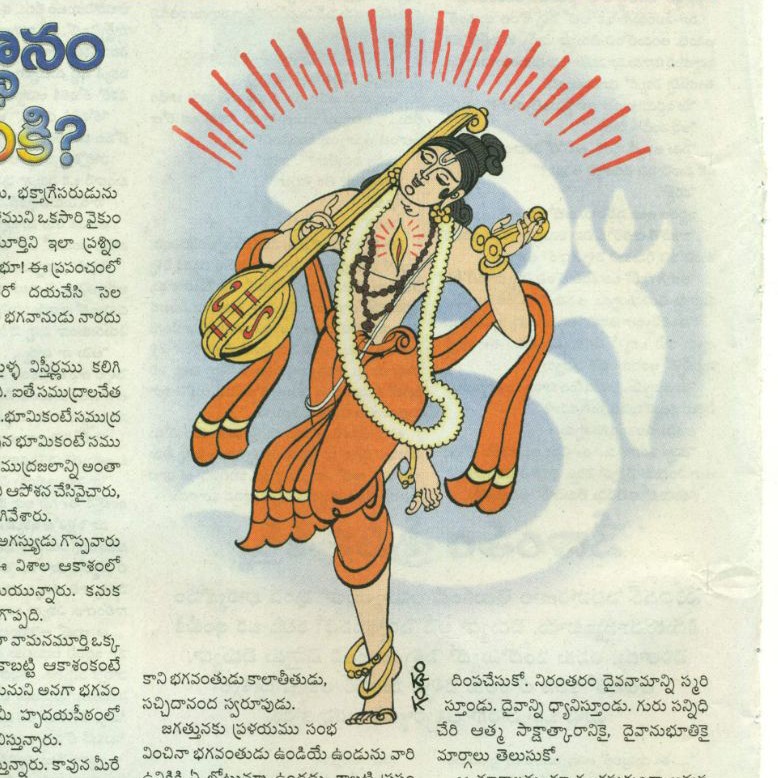 ంకి?
భక్తాగ్రేసరుడును
ముని ఒకసారి వైకుం
మూర్తిని ఇలా ప్రశ్నిం
భూ! ఈ ప్రపంచంలో
రో దయచేసి సెల
భగవానుడు నారదు
విస్తీర్ణము కలిగి
ఐతే సముద్రాలచేత
భూమికంటే సముద్ర
న భూమికంటే సము
ముద్రజలాన్ని అంతా
ఆపోశన చేసివైచారు,
గివేశారు.
అగస్త్యుడు గొప్పవారు
విశాల ఆకాశంలో
యున్నారు. కనుక
గొప్పది.
వామనమూర్తి ఒక్క
కాబట్టి ఆకాశంకంటే
అనగా భగవం
మీ హృదయపీఠంలో
న్నారు. కావున మీరే
గంధం
కాని భగవంతుడు కాలాతీతుడు,
సచ్చిదానంద స్వరూపుడు.
జగత్తునకు ప్రళయము సంభ
వించినా భగవంతుడు ఉండియే ఉండును వారి
దింపచేసుకో. నిరంతరం దైవనామాన్ని స్మరి
స్తూండు. దైవాన్ని ధ్యానిస్తూండు. గురు సన్నిధి
చేరి ఆత్మ సాక్షాత్కారానికై, దైవానుభూతికై
మార్గాలు తెలుసుకో.